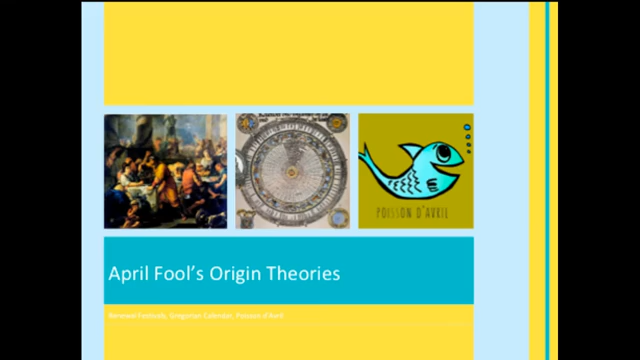 POISSON D'AVRIL
April Fool's Origin Theories
Renewal Festivals, Gregorian Calendar, Poisson d'Avril